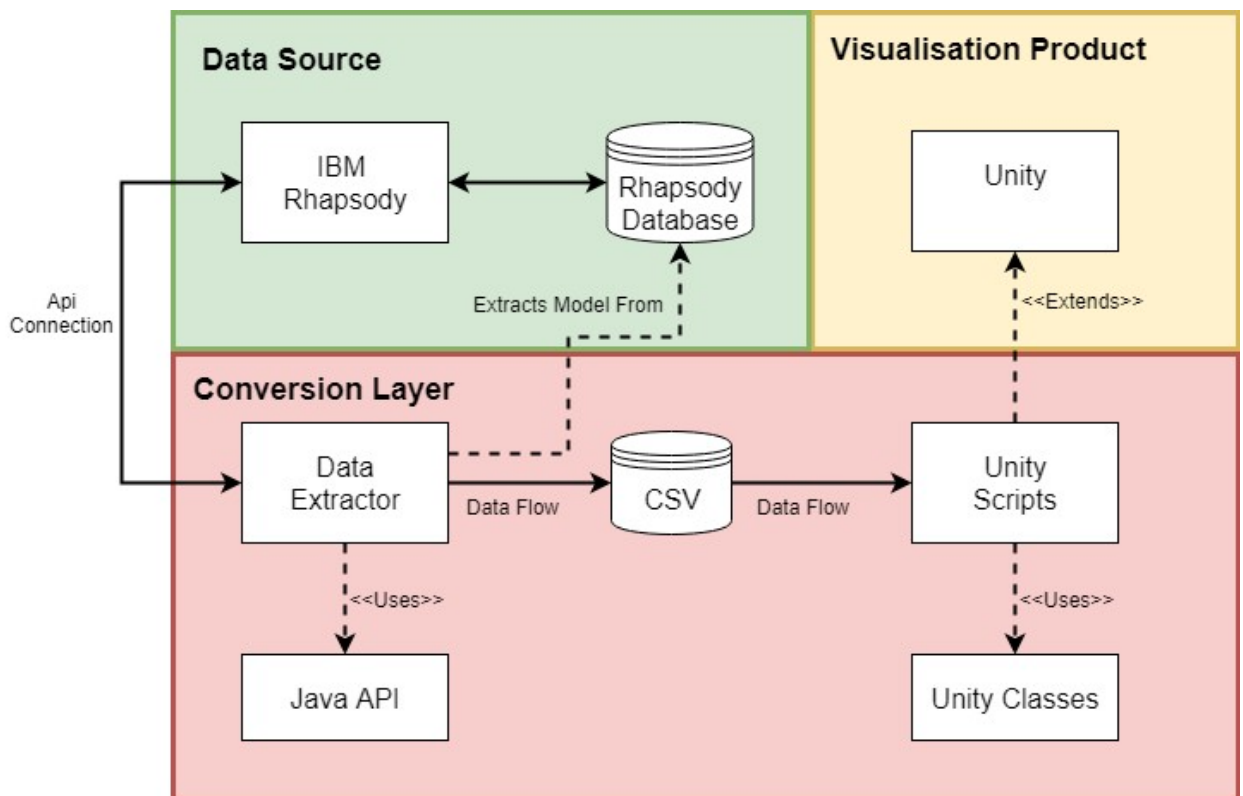 Data Source
Visualisation Product
IBM
Rhapsody
Rhapsody
Database
Unity
Api
Connection
Extracts Model From
<<Extends>>
Conversion Layer
Data
Extractor
Data Flow
CSV
Data Flow
Unity
Scripts
<<Uses>>
<<Uses>>
Java API
Unity Classes